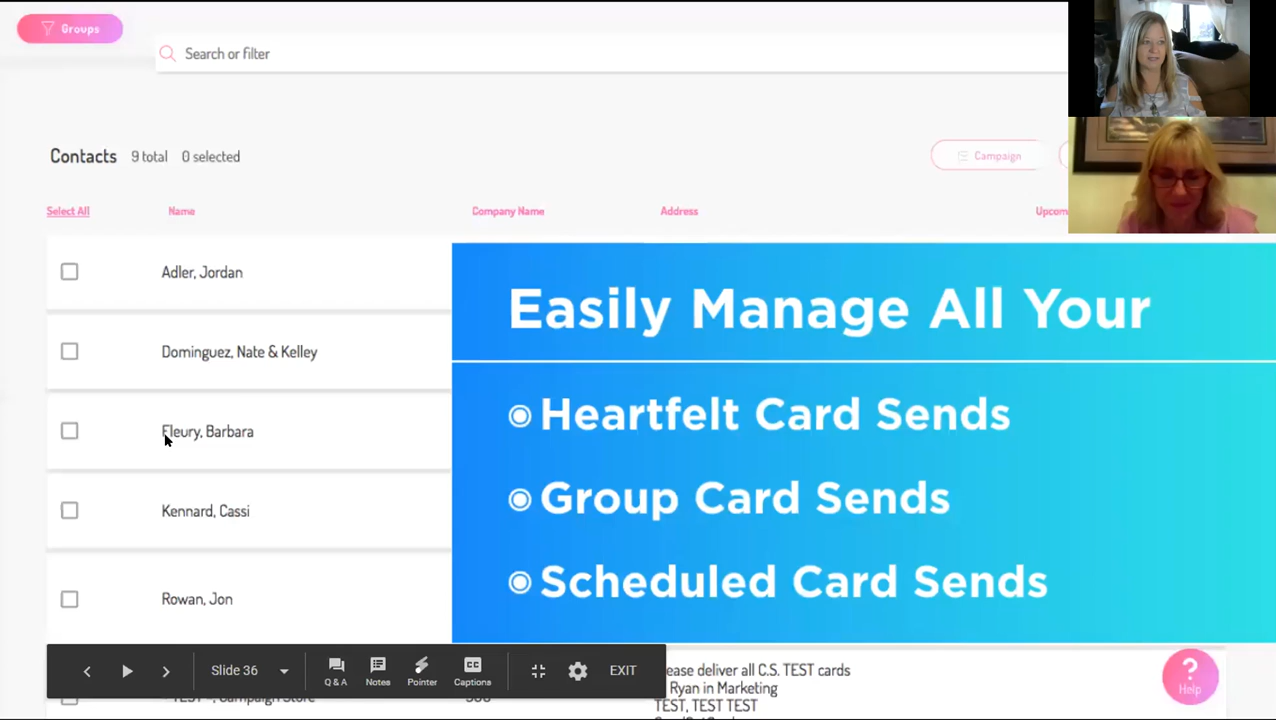 Groups
Search or filter
Contacts 9 total 0 selected
Campaign
Select All Name Company Name Address
Adler, Jordan
Dominguez, Nate & Kelley
Fleury, Barbara
Kennard, Cassi
Rowan, Jon
Easily Manage All Your
Heartfelt Card Sends
Group Card Sends
Scheduled Card Sends
Slide 36
Q & A Notes Pointer Captions
EXIT
ease deliver all C.S. TEST cards
Ryan in Marketing
TEST, TEST TEST
?
Help